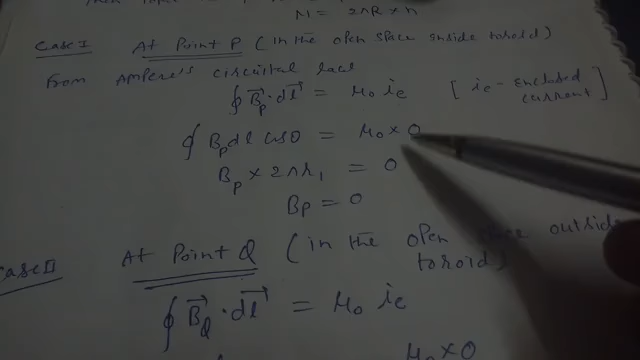 N = 2πR × n
Case I At Point P (in the open space inside toroid)
From Ampere's circuital law
∮ B⃗p · dl⃗ = μ₀ ie [ie - enclosed current]
∮ Bp dl cosθ = μ₀ × 0
Bp × 2πr₁ = 0
Bp = 0
Case II At Point Q (in the open space outside toroid)
∮ B⃗Q · dl⃗ = μ₀ ie
μ₀ × 0